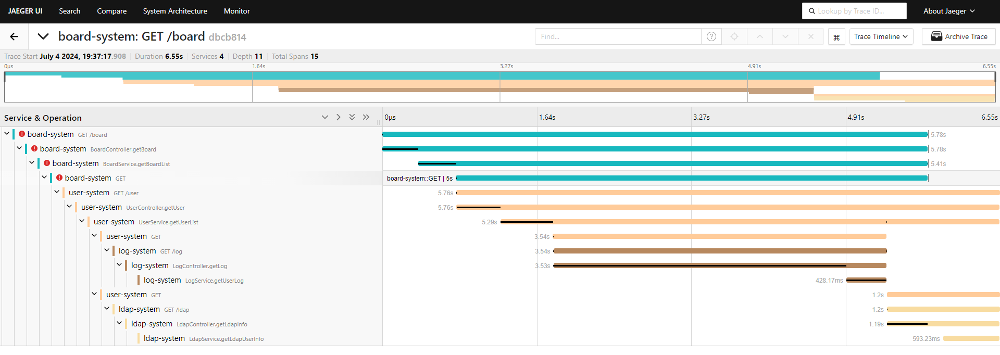 JAEGER UI Search Compare System Architecture Monitor Lookup by Trace ID... About Jaeger
board-system: GET /board dbcb814 Find... ? ⌘ Trace Timeline Archive Trace
Trace Start July 4 2024, 19:37:17.908 Duration 6.55s Services 4 Depth 11 Total Spans 15
0μs 1.64s 3.27s 4.91s 6.55s
Service & Operation 0μs 1.64s 3.27s 4.91s 6.55s
board-system GET /board 5.78s
board-system BoardController.getBoard 5.78s
board-system BoardService.getBoardList 5.41s
board-system GET board-system::GET | 5s
user-system GET /user 5.76s
user-system UserController.getUser 5.76s
user-system UserService.getUserList 5.29s
user-system GET 3.54s
log-system GET /log 3.54s
log-system LogController.getLog 3.53s
log-system LogService.getUserLog 428.17ms
user-system GET 1.2s
ldap-system GET /ldap 1.2s
ldap-system LdapController.getLdapInfo 1.19s
ldap-system LdapService.getLdapUserInfo 593.23ms